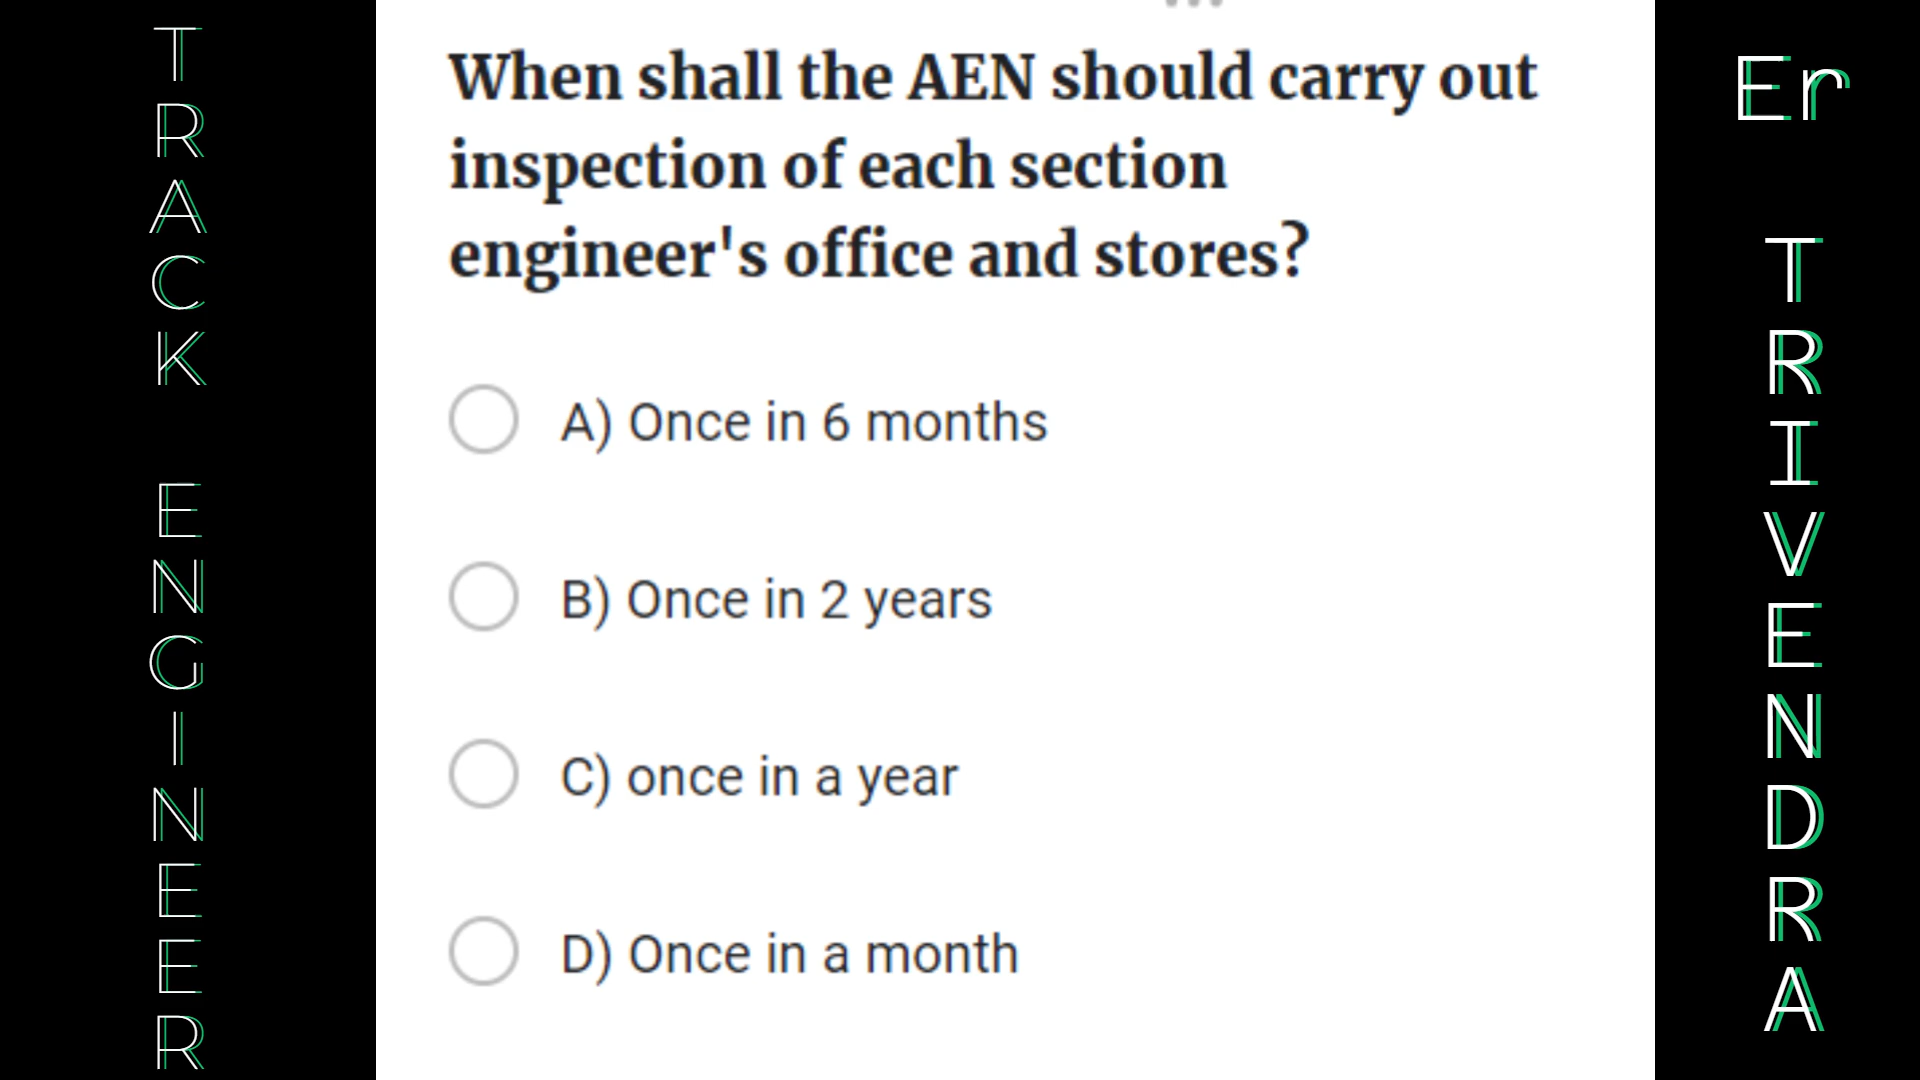 TRACK ENGINEER
When shall the AEN should carry out
inspection of each section
engineer's office and stores?
A) Once in 6 months
B) Once in 2 years
C) once in a year
D) Once in a month
Er TRIVENDRA